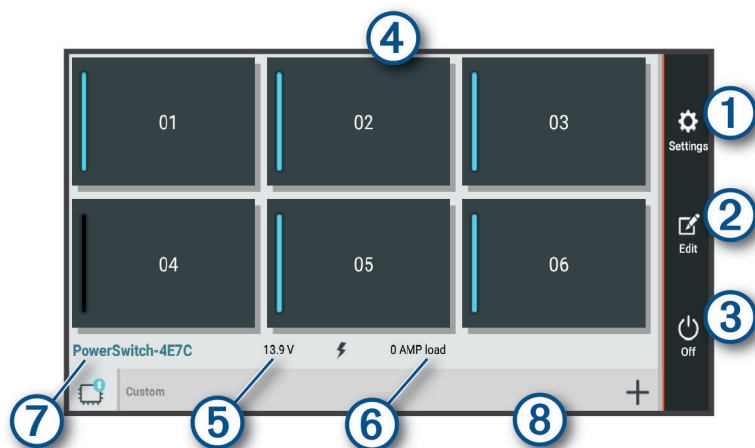 4
01 02 03
1
Settings
2
Edit
04 05 06
3
Off
PowerSwitch-4E7C 13.9 V 0 AMP load
Custom
7 5 6 8